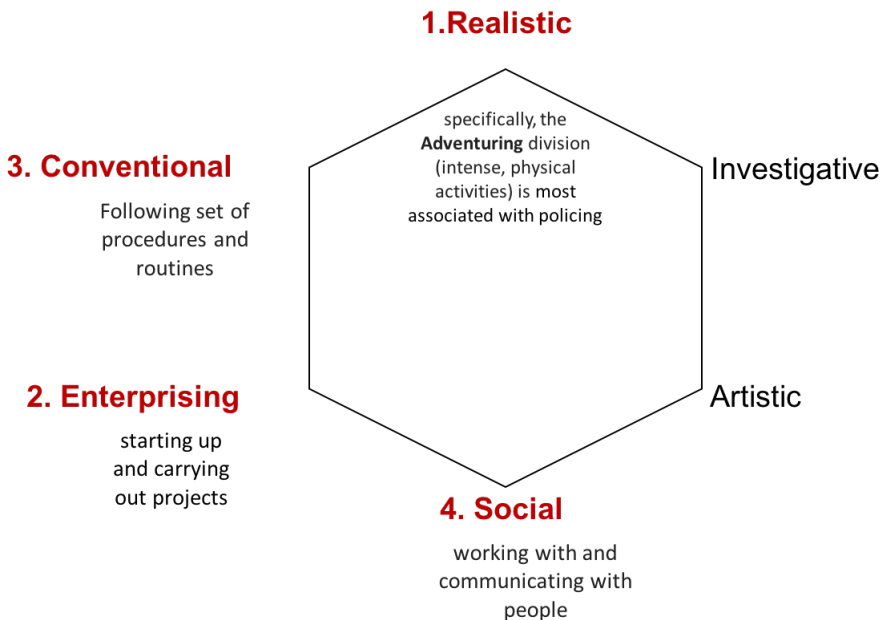 1.Realistic
specifically, the
Adventuring division
(intense, physical
activities) is most
associated with policing
3. Conventional
Following set of
procedures and
routines
Investigative
2. Enterprising
starting up
and carrying
out projects
Artistic
4. Social
working with and
communicating with
people